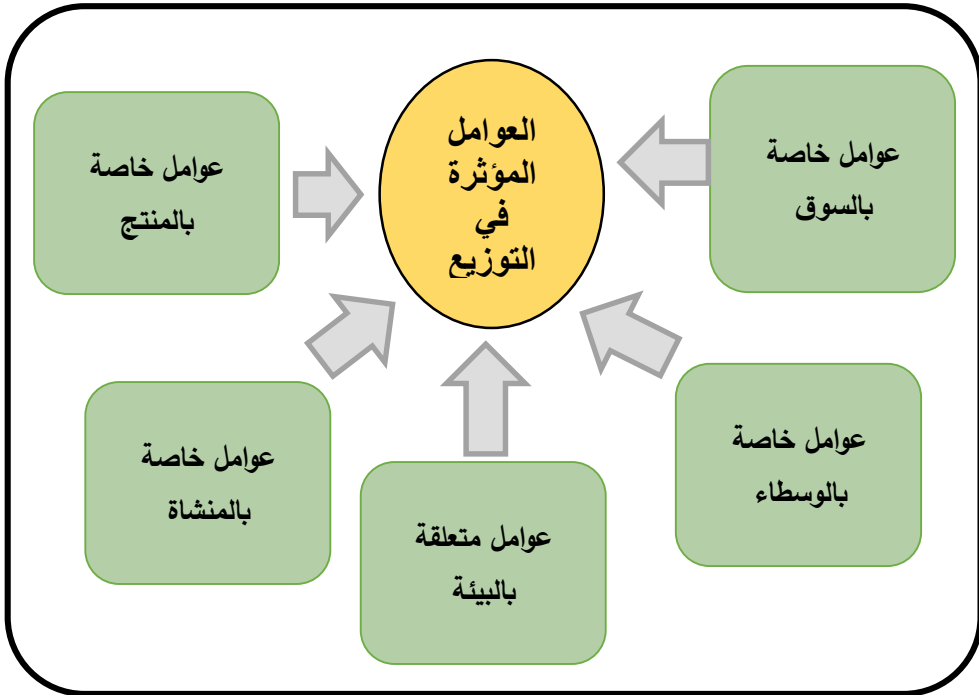 العوامل
المؤثرة
في
التوزيع
عوامل خاصة
بالسوق
عوامل خاصة
بالمنتج
عوامل خاصة
بالوسطاء
عوامل خاصة
بالمنشاة
عوامل متعلقة
بالبيئة